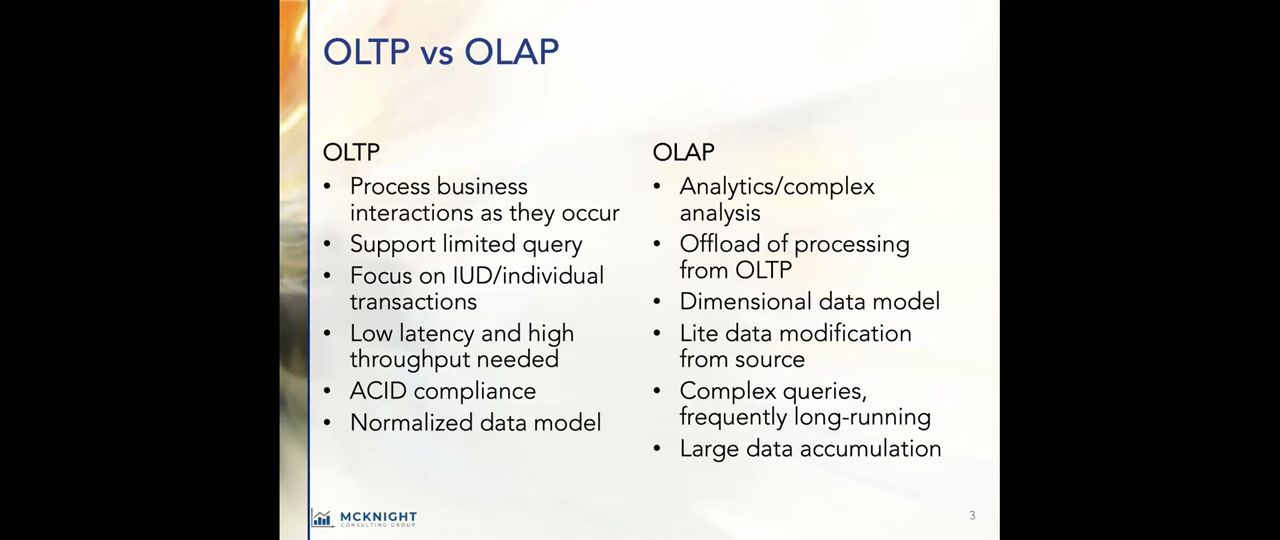 OLTP vs OLAP
OLTP
• Process business
interactions as they occur
• Support limited query
• Focus on IUD/individual
transactions
• Low latency and high
throughput needed
• ACID compliance
• Normalized data model
OLAP
• Analytics/complex
analysis
• Offload of processing
from OLTP
• Dimensional data model
• Lite data modification
from source
• Complex queries,
frequently long-running
• Large data accumulation
MCKNIGHT
CONSULTING GROUP
3